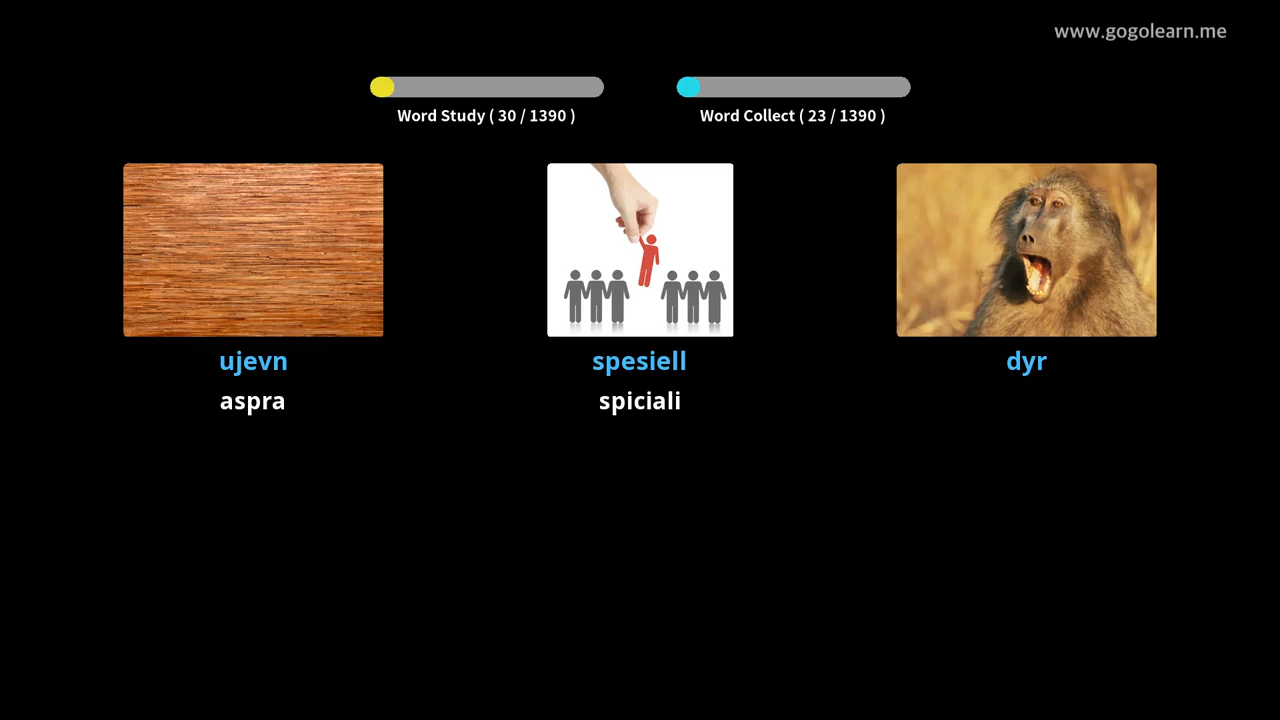 www.gogolearn.me
Word Study ( 30 / 1390 )
Word Collect ( 23 / 1390 )
ujevn
spesiell
dyr
aspra
spiciali